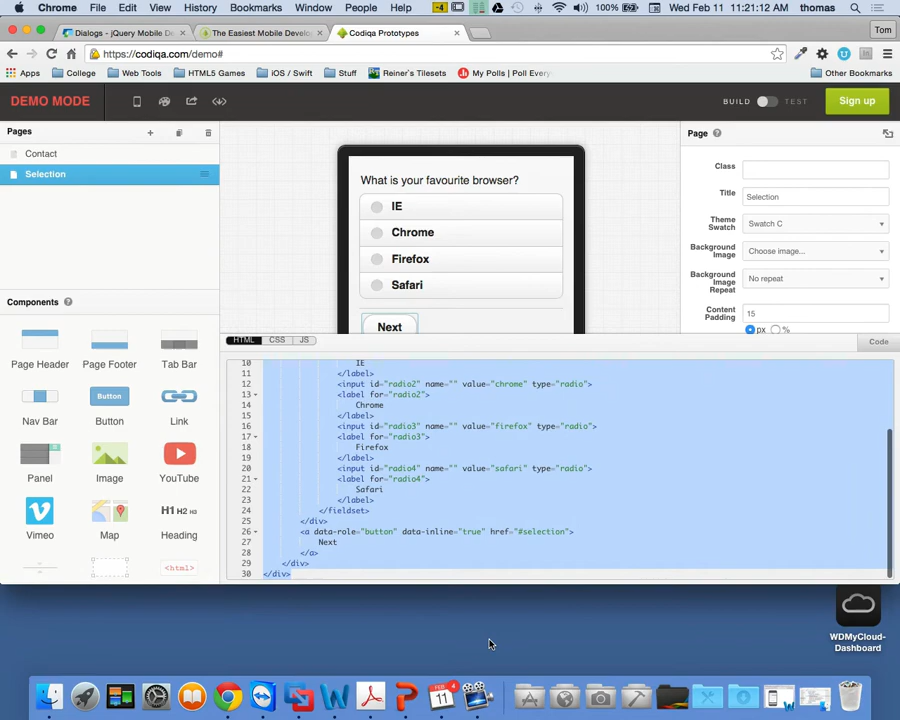 Chrome File Edit View History Bookmarks Window People Help 100% Wed Feb 11 11:21:12 AM thomas
Dialogs - jQuery Mobile De The Easiest Mobile Develop Codiqa Prototypes Tom
https://codiqa.com/demo#
Apps College Web Tools HTML5 Games iOS / Swift Stuff Reiner's Tilesets My Polls | Poll Every Other Bookmarks
DEMO MODE BUILD TEST Sign up
Pages
Contact
Selection
Components
Page Header Page Footer Tab Bar
Button
Nav Bar Button Link
Panel Image YouTube
H1 H2 H3
Vimeo Map Heading
<html>
What is your favourite browser?
IE
Chrome
Firefox
Safari
Next
Page
Class
Title Selection
Theme Swatch Swatch C
Background Image Choose image...
Background Image Repeat No repeat
Content Padding 15
px %
HTML CSS JS Code
10 IE
11 </label>
12 <input id="radio2" name="" value="chrome" type="radio">
13 <label for="radio2">
14 Chrome
15 </label>
16 <input id="radio3" name="" value="firefox" type="radio">
17 <label for="radio3">
18 Firefox
19 </label>
20 <input id="radio4" name="" value="safari" type="radio">
21 <label for="radio4">
22 Safari
23 </label>
24 </fieldset>
25 </div>
26 <a data-role="button" data-inline="true" href="#selection">
27 Next
28 </a>
29 </div>
30 </div>
WDMyCloud-
Dashboard
FEB
11
4